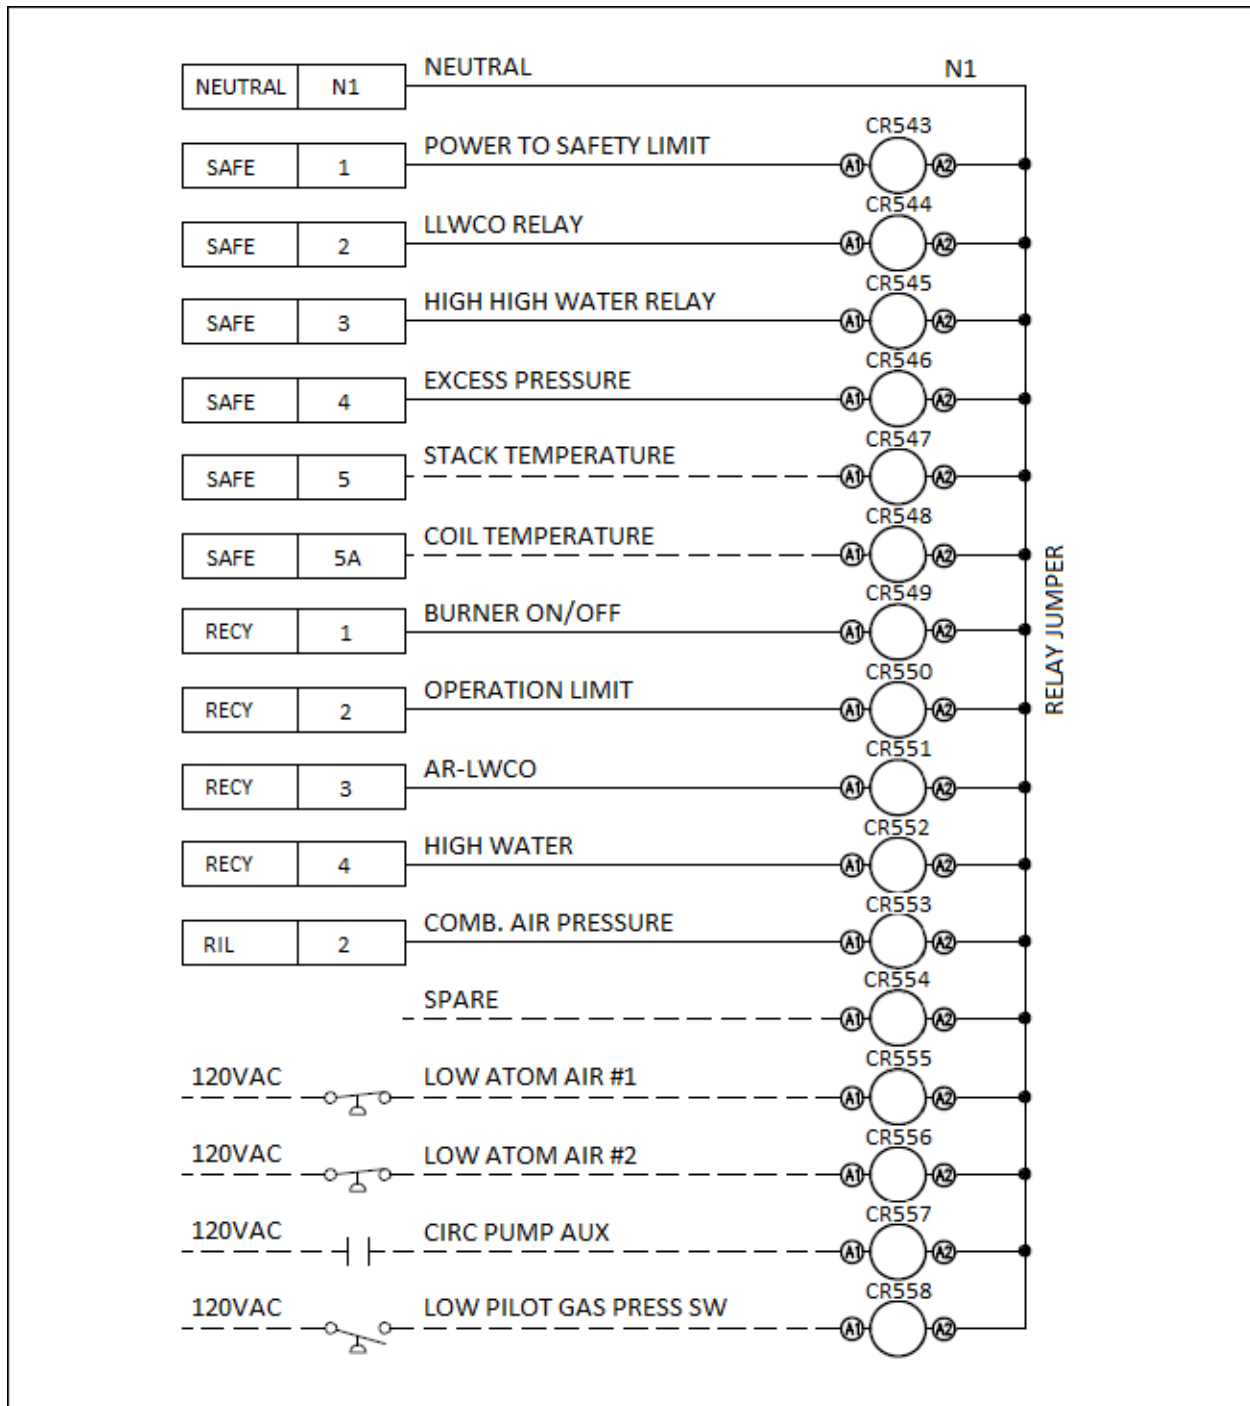 NEUTRAL N1 NEUTRAL N1
CR543
SAFE 1 POWER TO SAFETY LIMIT A1 A2
CR544
SAFE 2 LLWCO RELAY A1 A2
CR545
SAFE 3 HIGH HIGH WATER RELAY A1 A2
CR546
SAFE 4 EXCESS PRESSURE A1 A2
CR547
SAFE 5 STACK TEMPERATURE A1 A2
CR548
SAFE 5A COIL TEMPERATURE A1 A2
CR549
RECY 1 BURNER ON/OFF A1 A2
RELAY JUMPER
CR550
RECY 2 OPERATION LIMIT A1 A2
CR551
RECY 3 AR-LWCO A1 A2
CR552
RECY 4 HIGH WATER A1 A2
CR553
RIL 2 COMB. AIR PRESSURE A1 A2
CR554
SPARE A1 A2
CR555
120VAC LOW ATOM AIR #1 A1 A2
CR556
120VAC LOW ATOM AIR #2 A1 A2
CR557
120VAC CIRC PUMP AUX A1 A2
CR558
120VAC LOW PILOT GAS PRESS SW A1 A2